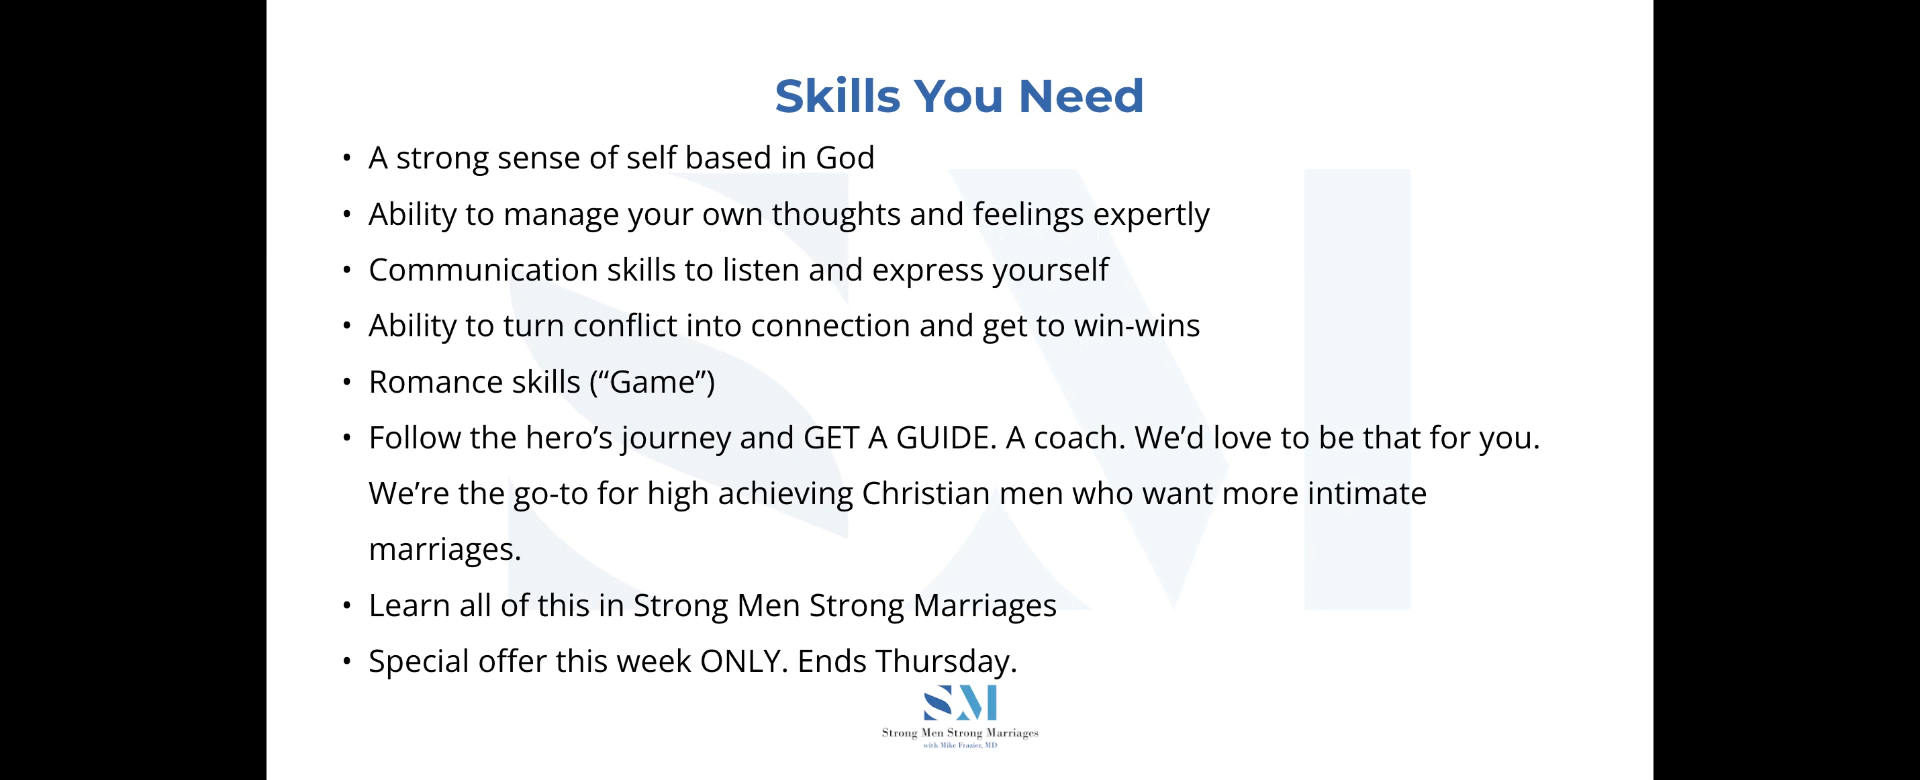 Skills You Need
• A strong sense of self based in God
• Ability to manage your own thoughts and feelings expertly
• Communication skills to listen and express yourself
• Ability to turn conflict into connection and get to win-wins
• Romance skills (“Game”)
• Follow the hero’s journey and GET A GUIDE. A coach. We’d love to be that for you.
We’re the go-to for high achieving Christian men who want more intimate
marriages.
• Learn all of this in Strong Men Strong Marriages
• Special offer this week ONLY. Ends Thursday.
SM
Strong Men Strong Marriages
with Mike Frazier, MD